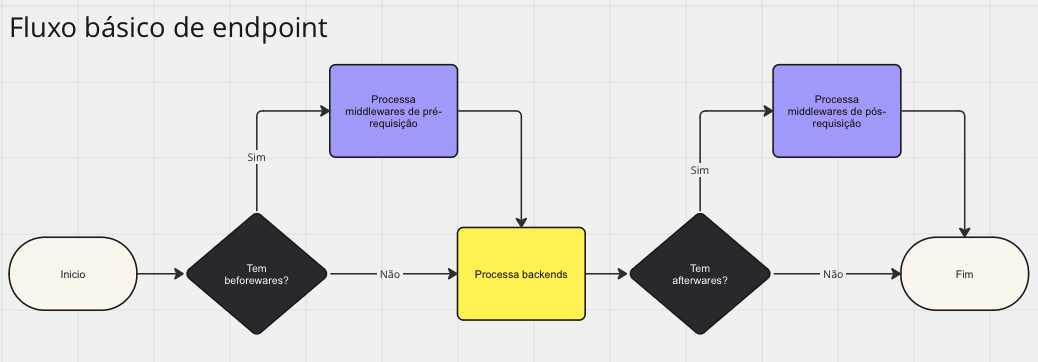 Fluxo básico de endpoint
Processa
middlewares de pré-
requisição
Processa
middlewares de pós-
requisição
Sim
Sim
Inicio
Tem
beforewares?
Não
Processa backends
Tem
afterwares?
Não
Fim